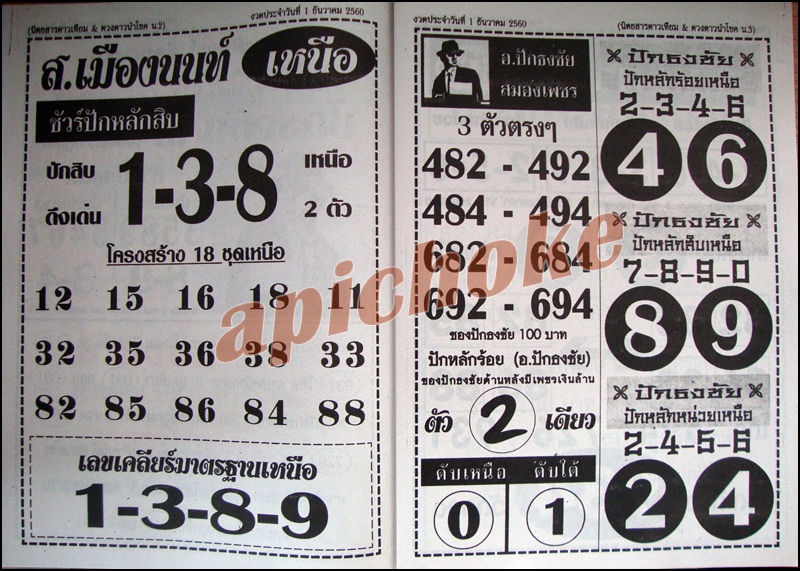 (นิตยสารดาวเทียม & ดวงดาวนำโชค น.2)
งวดประจำวันที่ 1 ธันวาคม 2560
ส.เมืองนนท์
เหนือ
ชัวร์ปักหลักสิบ
ปักสิบ
ดึงเด่น
1-3-8
เหนือ
2 ตัว
โครงสร้าง 18 ชุดเหนือ
12 15 16 18 11
32 35 36 38 33
82 85 86 84 88
เลขเคลียร์มาตรฐานเหนือ
1-3-8-9
งวดประจำวันที่ 1 ธันวาคม 2560
(นิตยสารดาวเทียม & ดวงดาวนำโชค น.3)
อ.ปักธงชัย
สมองเพชร
3 ตัวตรงๆ
482 - 492
484 - 494
682 - 684
692 - 694
ซองปักธงชัย 100 บาท
ปักหลักร้อย (อ.ปักธงชัย)
ซองปักธงชัยด้านหลังมีเพชรเงินล้าน
ตัว 2 เดียว
ดับเหนือ ดับใต้
0 1
ปักธงชัย
ปักหลักร้อยเหนือ
2-3-4-6
4 6
ปักธงชัย
ปักหลักสิบเหนือ
7-8-9-0
8 9
ปักธงชัย
ปักหลักหน่วยเหนือ
2-4-5-6
2 4
apichoke